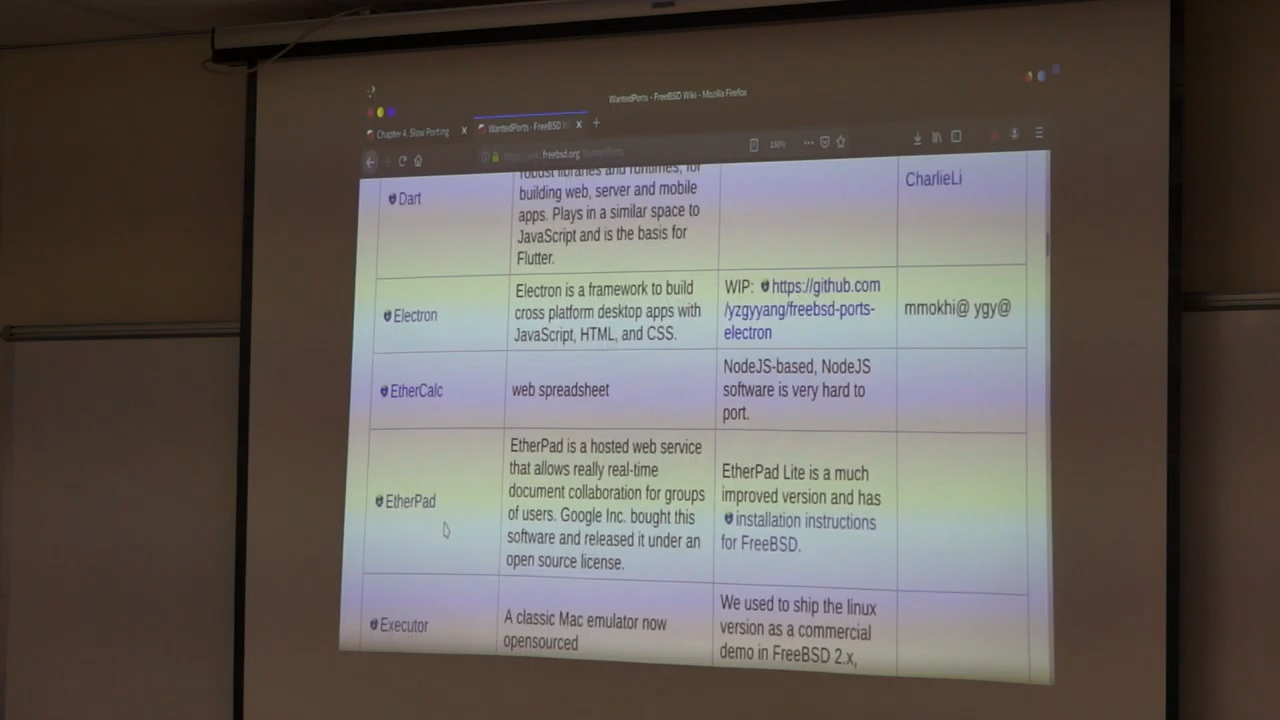 WantedPorts - FreeBSD Wiki - Mozilla Firefox
Chapter 4. Slow Porting
WantedPorts - FreeBSD W
freebsd.org
150%
Dart
robust libraries and runtimes, for
building web, server and mobile
apps. Plays in a similar space to
JavaScript and is the basis for
Flutter.
CharlieLi
Electron
Electron is a framework to build
cross platform desktop apps with
JavaScript, HTML, and CSS.
WIP: https://github.com
/yzgyyang/freebsd-ports-
electron
mmokhi@ ygy@
EtherCalc
web spreadsheet
NodeJS-based, NodeJS
software is very hard to
port.
EtherPad
EtherPad is a hosted web service
that allows really real-time
document collaboration for groups
of users. Google Inc. bought this
software and released it under an
open source license.
EtherPad Lite is a much
improved version and has
installation instructions
for FreeBSD.
Executor
A classic Mac emulator now
opensourced
We used to ship the linux
version as a commercial
demo in FreeBSD 2.x,